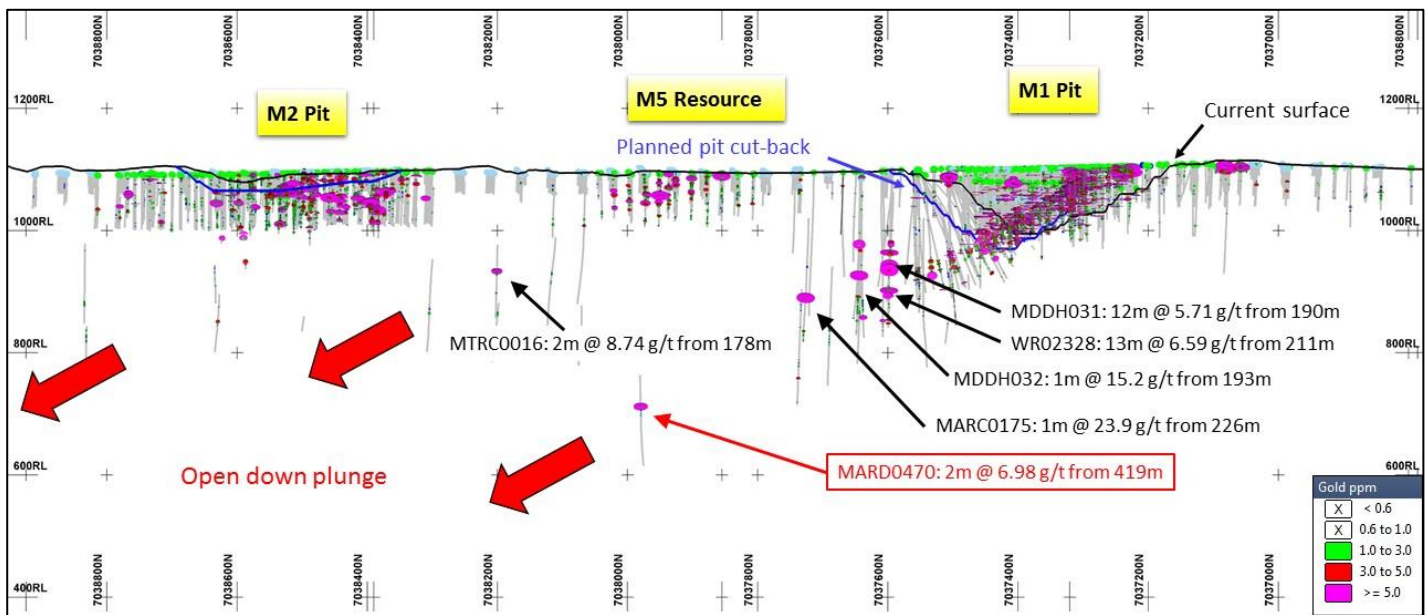 7038800N
7038600N
7038400N
7038200N
7038000N
7037800N
7037600N
7037400N
7037200N
7037000N
7036800N
1200RL
1200RL
M2 Pit
M5 Resource
M1 Pit
Current surface
Planned pit cut-back
1000RL
1000RL
MDDH031: 12m @ 5.71 g/t from 190m
MTRC0016: 2m @ 8.74 g/t from 178m
WR02328: 13m @ 6.59 g/t from 211m
800RL
800RL
MDDH032: 1m @ 15.2 g/t from 193m
MARC0175: 1m @ 23.9 g/t from 226m
600RL
600RL
Open down plunge
MARD0470: 2m @ 6.98 g/t from 419m
Gold ppm
X < 0.6
X 0.6 to 1.0
1.0 to 3.0
3.0 to 5.0
>= 5.0
400RL
7038800N
7038600N
7038400N
7038200N
7038000N
7037800N
7037600N
7037400N
7037200N
7037000N